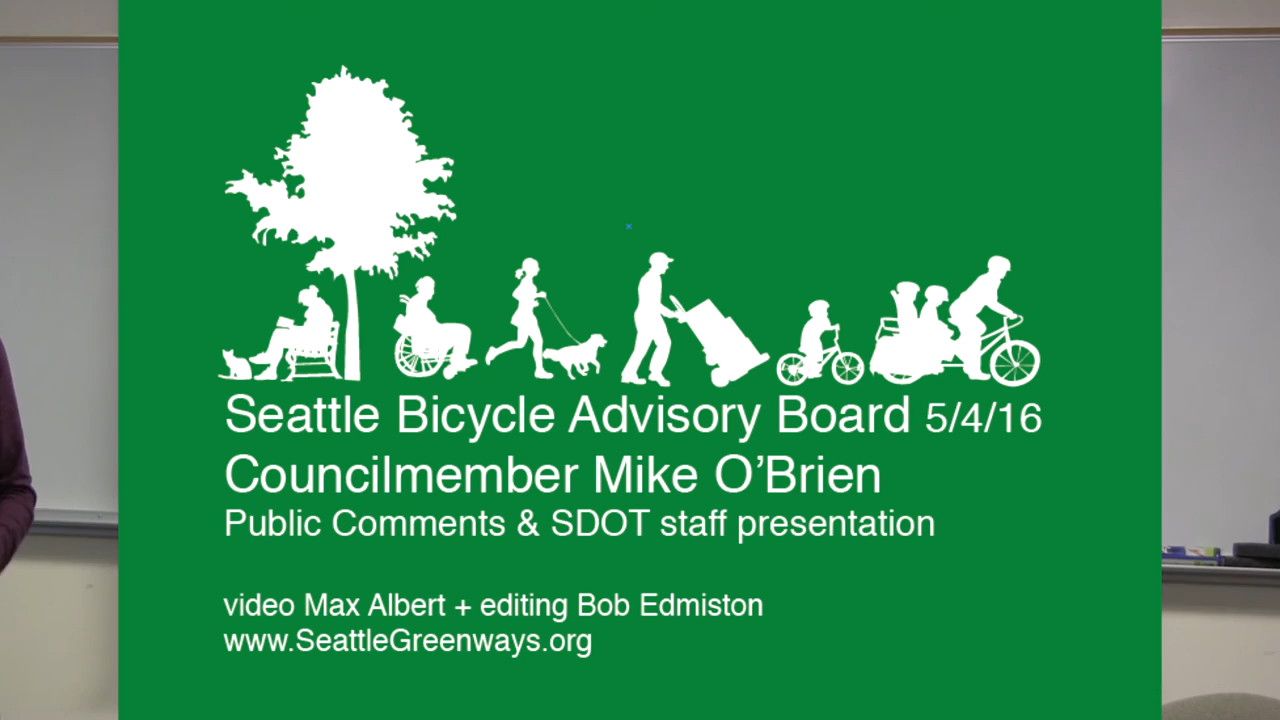 Seattle Bicycle Advisory Board 5/4/16
Councilmember Mike O’Brien
Public Comments & SDOT staff presentation
video Max Albert + editing Bob Edmiston
www.SeattleGreenways.org